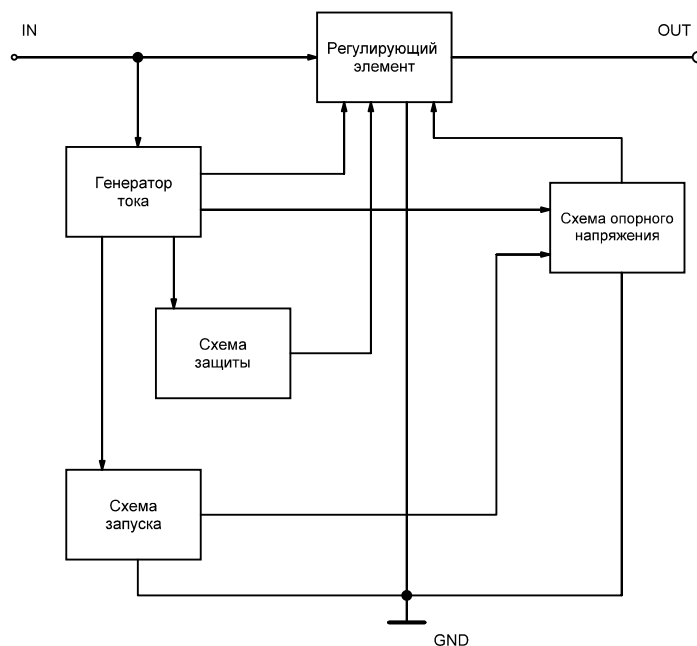 IN
OUT
Регулирующий
элемент
Генератор
тока
Схема опорного
напряжения
Схема
защиты
Схема
запуска
GND